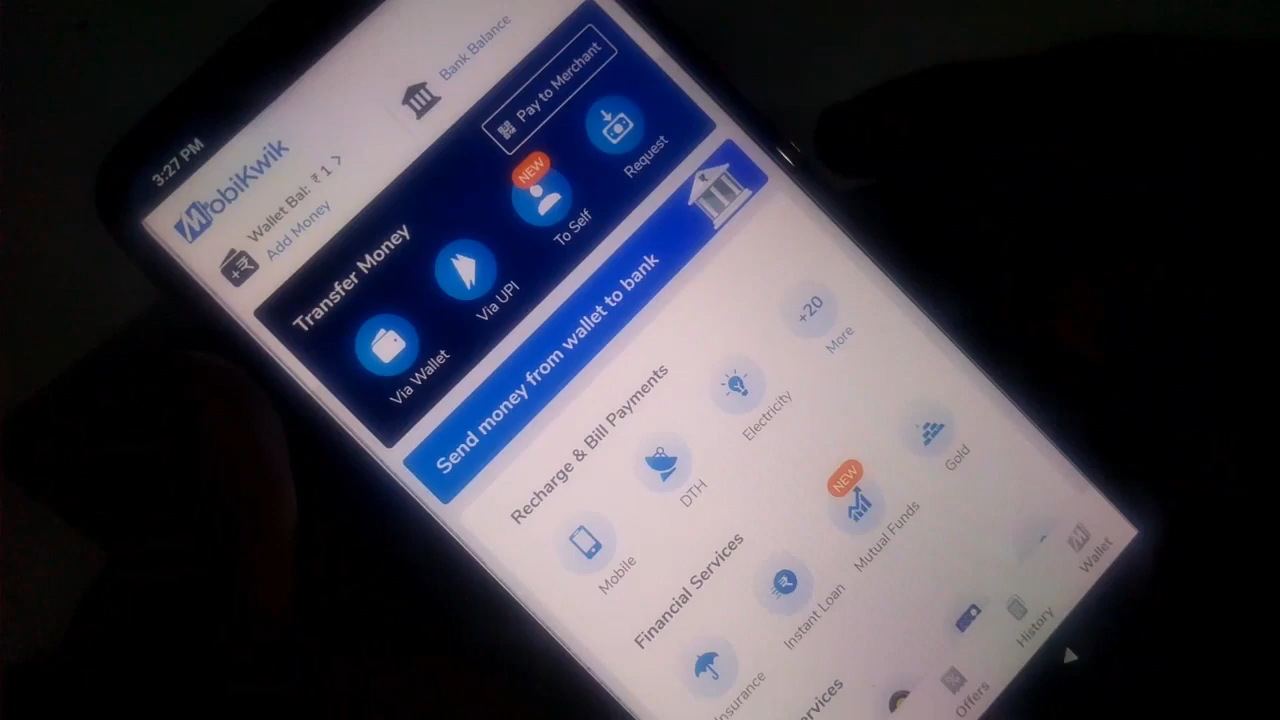 3:27 PM
MobiKwik
Wallet Bal: ₹ 1 >
Add Money
Bank Balance
Transfer Money
Pay to Merchant
Via Wallet
Via UPI
NEW
To Self
Request
Send money from wallet to bank
Recharge & Bill Payments
Mobile
DTH
Electricity
+20
More
Financial Services
nsurance
Instant Loan
NEW
Mutual Funds
Gold
ervices
Offers
History
Wallet